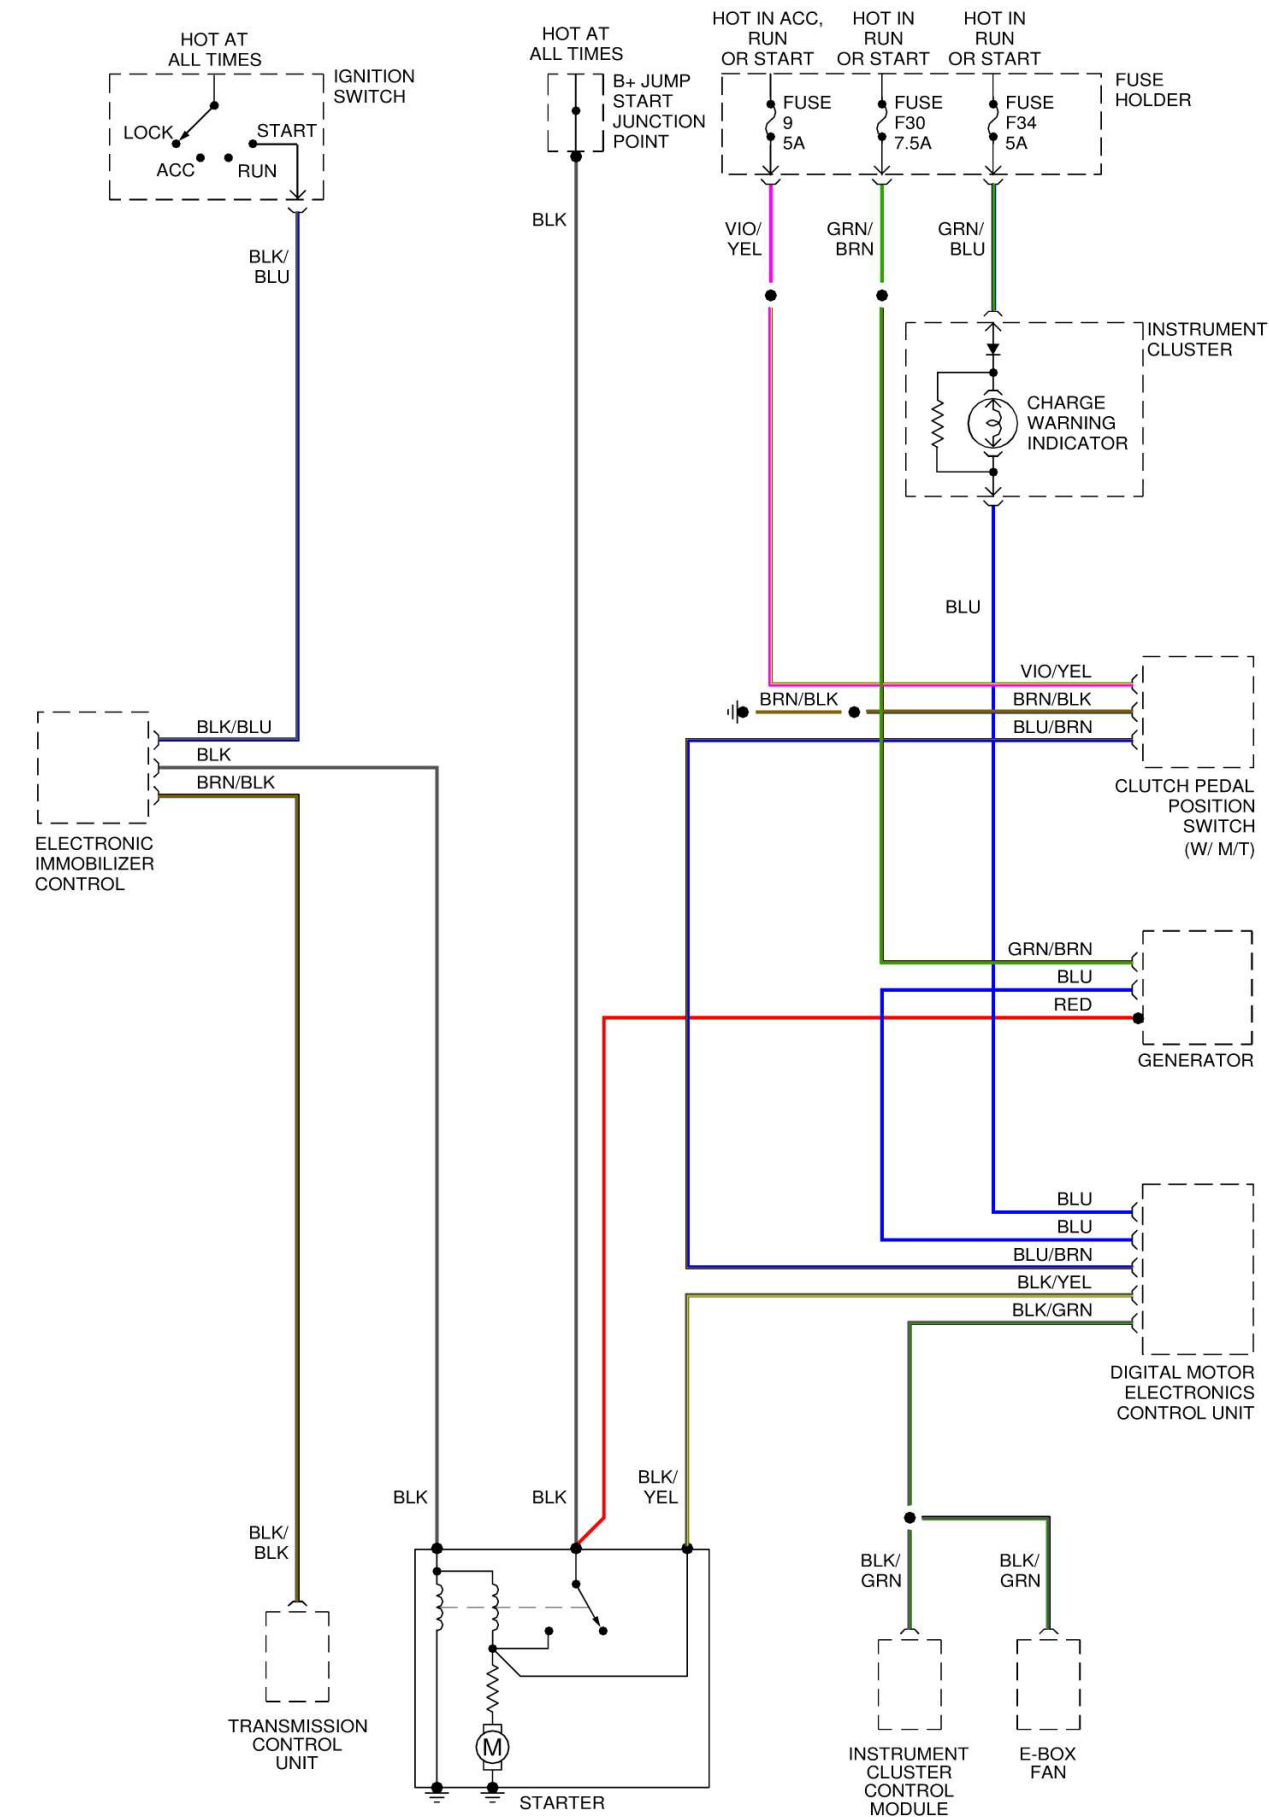 HOT AT
ALL TIMES
IGNITION
SWITCH
LOCK
START
ACC
RUN
BLK/
BLU
HOT AT
ALL TIMES
B+ JUMP
START
JUNCTION
POINT
BLK
HOT IN ACC,
RUN
OR START
HOT IN
RUN
OR START
HOT IN
RUN
OR START
FUSE
HOLDER
FUSE
9
5A
FUSE
F30
7.5A
FUSE
F34
5A
VIO/
YEL
GRN/
BRN
GRN/
BLU
INSTRUMENT
CLUSTER
CHARGE
WARNING
INDICATOR
BLU
VIO/YEL
BRN/BLK
BRN/BLK
BLU/BRN
CLUTCH PEDAL
POSITION
SWITCH
(W/ M/T)
BLK/BLU
BLK
BRN/BLK
ELECTRONIC
IMMOBILIZER
CONTROL
GRN/BRN
BLU
RED
GENERATOR
BLU
BLU
BLU/BRN
BLK/YEL
BLK/GRN
DIGITAL MOTOR
ELECTRONICS
CONTROL UNIT
BLK
BLK
BLK/
YEL
BLK/
BLK
BLK/
GRN
BLK/
GRN
TRANSMISSION
CONTROL
UNIT
M
STARTER
INSTRUMENT
CLUSTER
CONTROL
MODULE
E-BOX
FAN